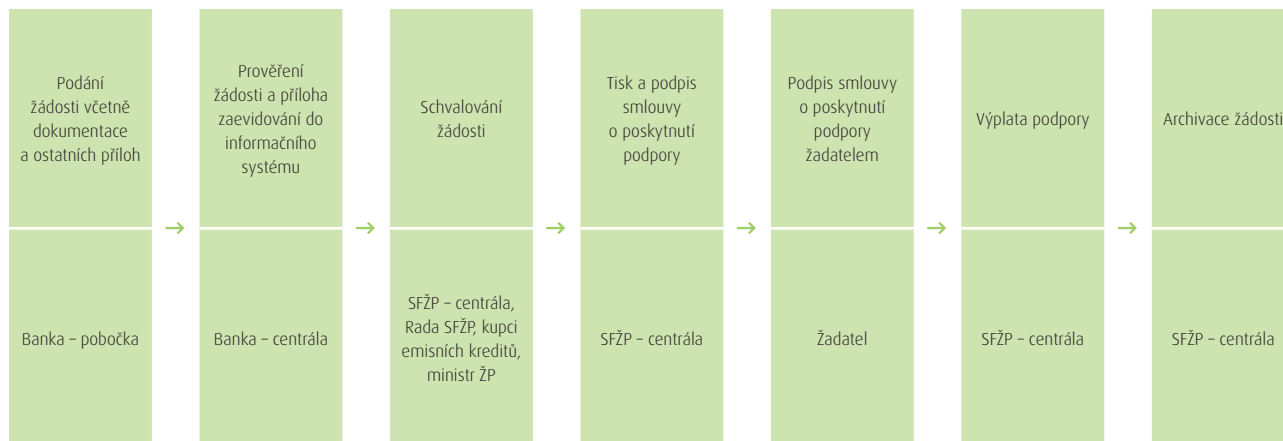 Podání
žádosti včetně
dokumentace
a ostatních příloh
Prověření
žádosti a příloha
zaevidování do
informačního
systému
Schvalování
žádosti
Tisk a podpis
smlouvy
o poskytnutí
podpory
Podpis smlouvy
o poskytnutí
podpory
žadatelem
Výplata podpory
Archivace žádosti
→ → → → → →
Banka – pobočka
Banka – centrála
SFŽP – centrála,
Rada SFŽP, kupci
emisních kreditů,
ministr ŽP
SFŽP – centrála
Žadatel
SFŽP – centrála
SFŽP – centrála